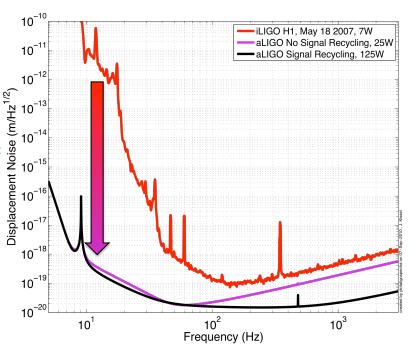 iLIGO H1, May 18 2007, 7W
aLIGO No Signal Recycling, 25W
aLIGO Signal Recycling, 125W
Displacement Noise (m/Hz^1/2)
10^−10
10^−11
10^−12
10^−13
10^−14
10^−15
10^−16
10^−17
10^−18
10^−19
10^−20
10^1
10^2
10^3
Frequency (Hz)